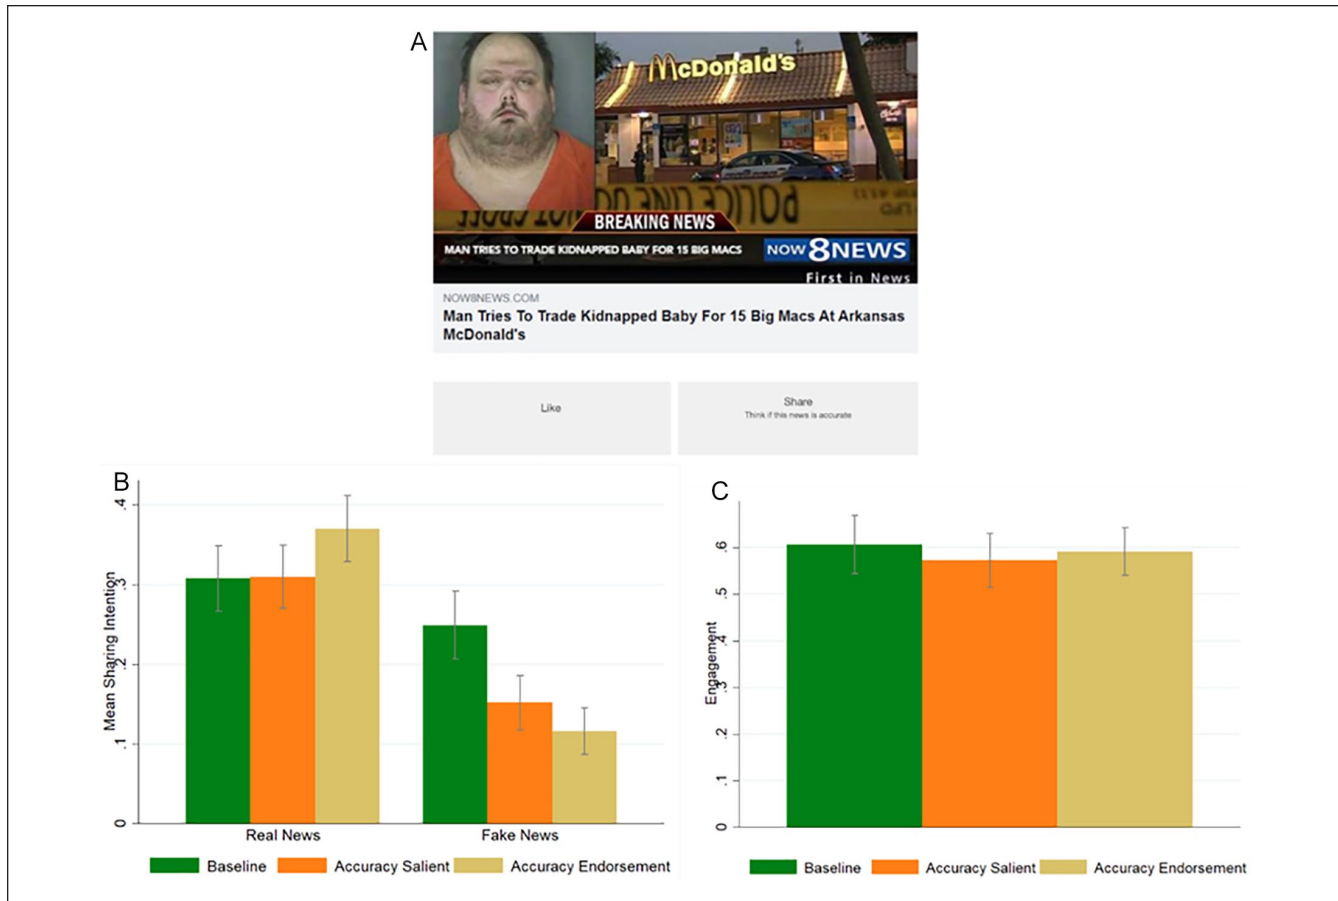 A
McDonald's
POLICE LINE DO NOT CROSS
BREAKING NEWS
MAN TRIES TO TRADE KIDNAPPED BABY FOR 15 BIG MACS
NOW 8NEWS
First in News
NOW8NEWS.COM
Man Tries To Trade Kidnapped Baby For 15 Big Macs At Arkansas
McDonald's
Like
Share
Think if this news is accurate
B
Mean Sharing Intention
.4
.3
.2
.1
0
Real News
Fake News
Baseline
Accuracy Salient
Accuracy Endorsement
C
Engagement
.6
.5
.4
.3
.2
.1
0
Baseline
Accuracy Salient
Accuracy Endorsement